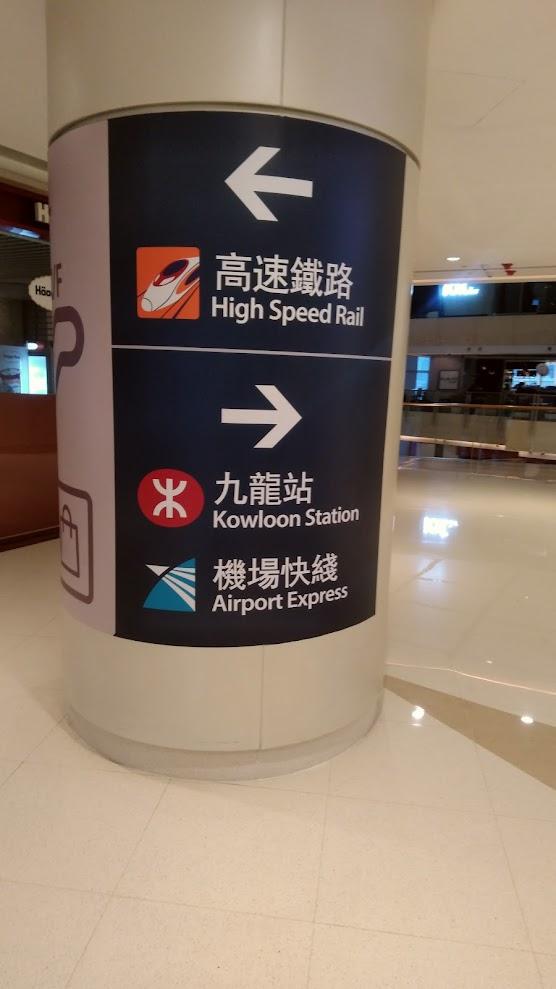 高速鐵路
High Speed Rail
九龍站
Kowloon Station
機場快綫
Airport Express